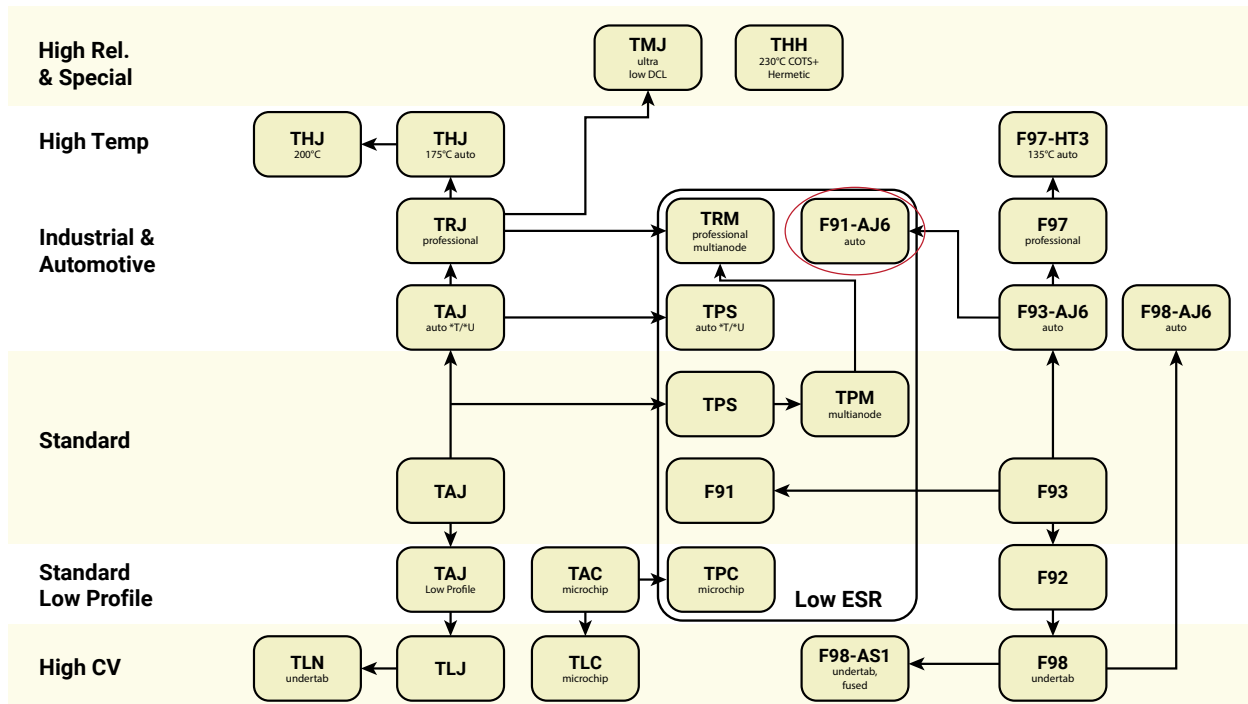 High Rel.
& Special
TMJ
ultra
low DCL
THH
230°C COTS+
Hermetic
High Temp
THJ
200°C
THJ
175°C auto
F97-HT3
135°C auto
Industrial &
Automotive
TRJ
professional
TRM
professional
multianode
F91-AJ6
auto
F97
professional
TAJ
auto *T/*U
TPS
auto *T/*U
F93-AJ6
auto
F98-AJ6
auto
Standard
TPS
TPM
multianode
TAJ
F91
F93
Standard
Low Profile
TAJ
Low Profile
TAC
microchip
TPC
microchip
Low ESR
F92
High CV
TLN
undertab
TLJ
TLC
microchip
F98-AS1
undertab,
fused
F98
undertab